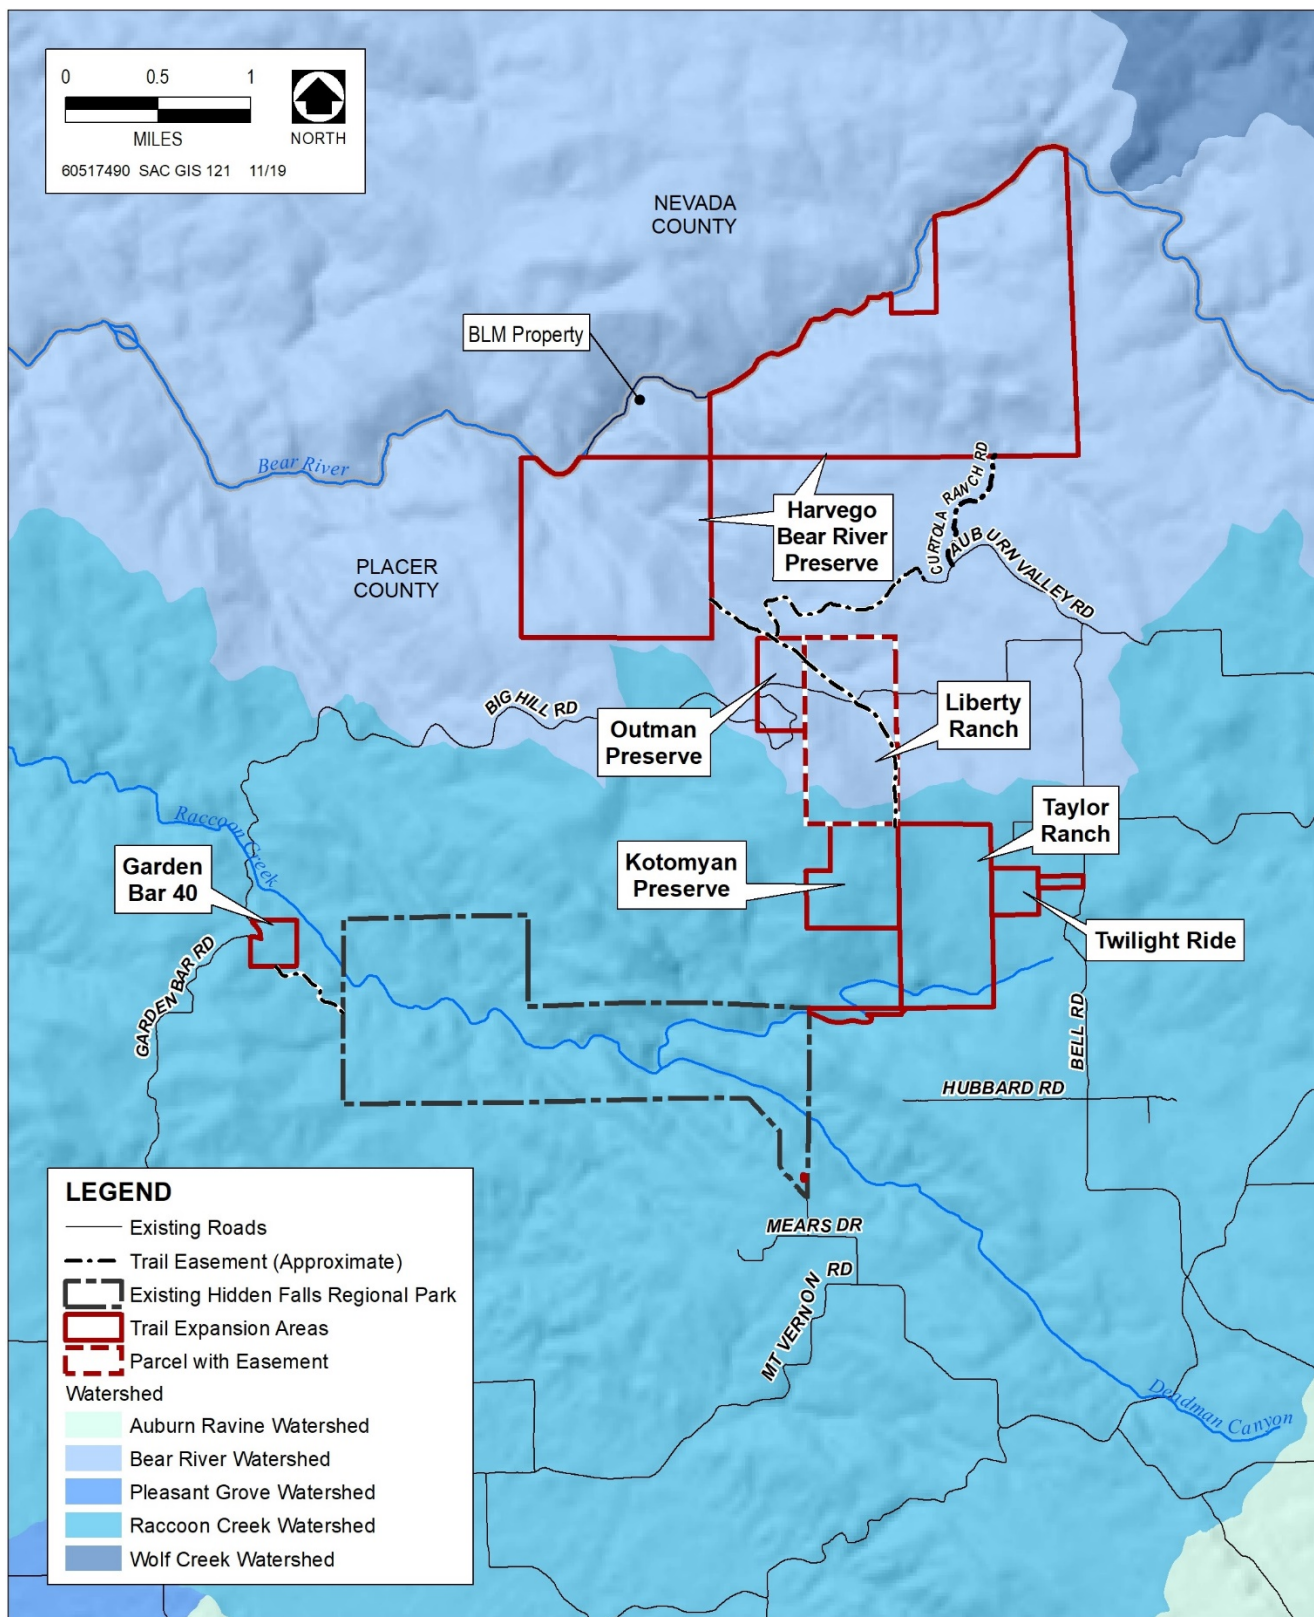 0 0.5 1
MILES
NORTH
60517490 SAC GIS 121 11/19
NEVADA
COUNTY
BLM Property
Bear River
Harvego
Bear River
Preserve
CURTOLA RANCH RD
AUBURN VALLEY RD
PLACER
COUNTY
BIG HILL RD
Outman
Preserve
Liberty
Ranch
Raccoon Creek
Taylor
Ranch
Garden
Bar 40
Kotomyan
Preserve
Twilight Ride
GARDEN BAR RD
BELL RD
HUBBARD RD
MEARS DR
MT VERNON RD
Deadman Canyon
LEGEND
Existing Roads
Trail Easement (Approximate)
Existing Hidden Falls Regional Park
Trail Expansion Areas
Parcel with Easement
Watershed
Auburn Ravine Watershed
Bear River Watershed
Pleasant Grove Watershed
Raccoon Creek Watershed
Wolf Creek Watershed